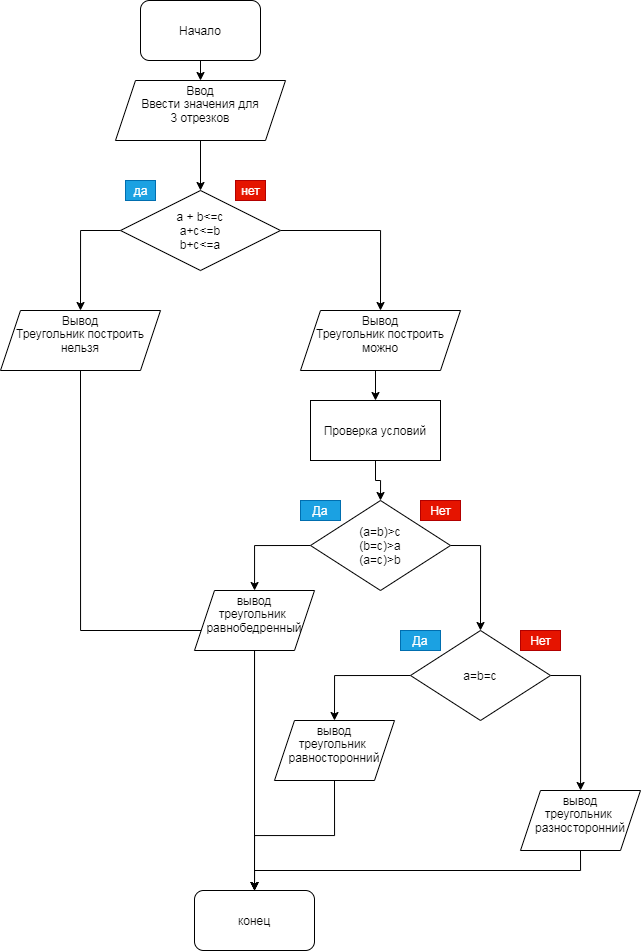 Начало
Ввод
Ввести значения для
3 отрезков
да
нет
a + b<=c
a+c<=b
b+c<=a
Вывод
Треугольник построить
нельзя
Вывод
Треугольник построить
можно
Проверка условий
Да
Нет
(a=b)>c
(b=c)>a
(a=c)>b
вывод
треугольник
равнобедренный
Да
Нет
a=b=c
вывод
треугольник
равносторонний
вывод
треугольник
разносторонний
конец